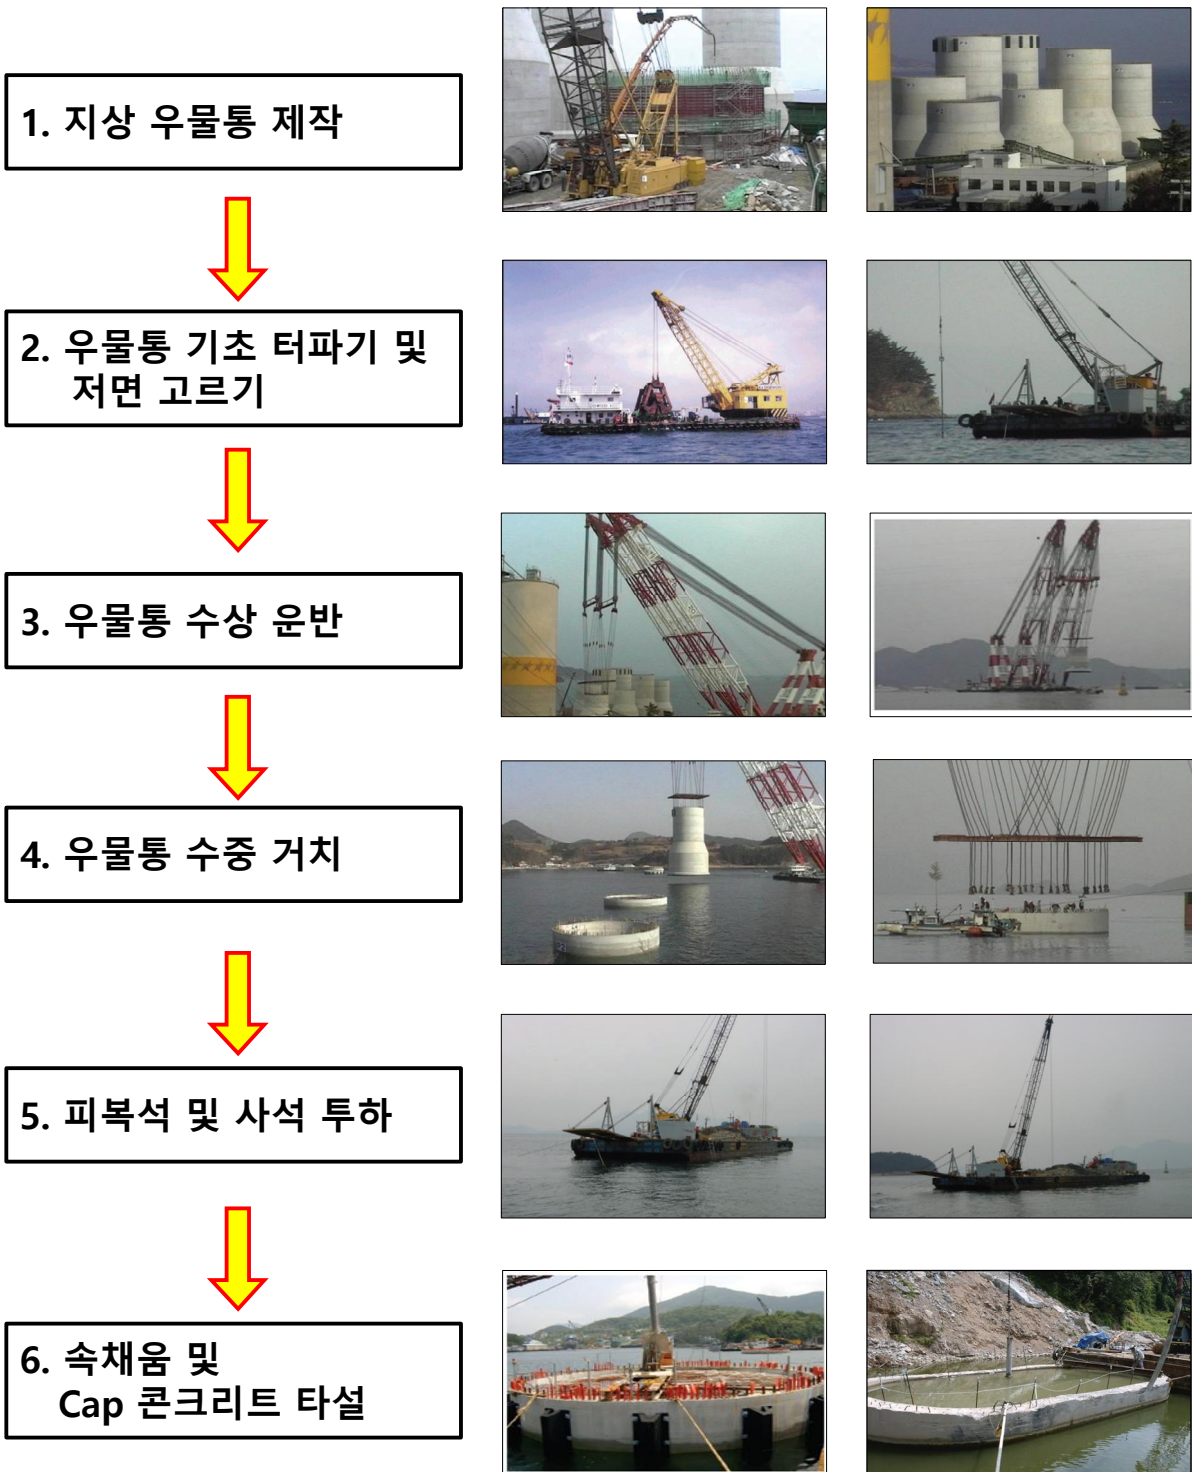 1. 지상 우물통 제작
2. 우물통 기초 터파기 및
저면 고르기
3. 우물통 수상 운반
4. 우물통 수중 거치
5. 피복석 및 사석 투하
6. 속채움 및
Cap 콘크리트 타설